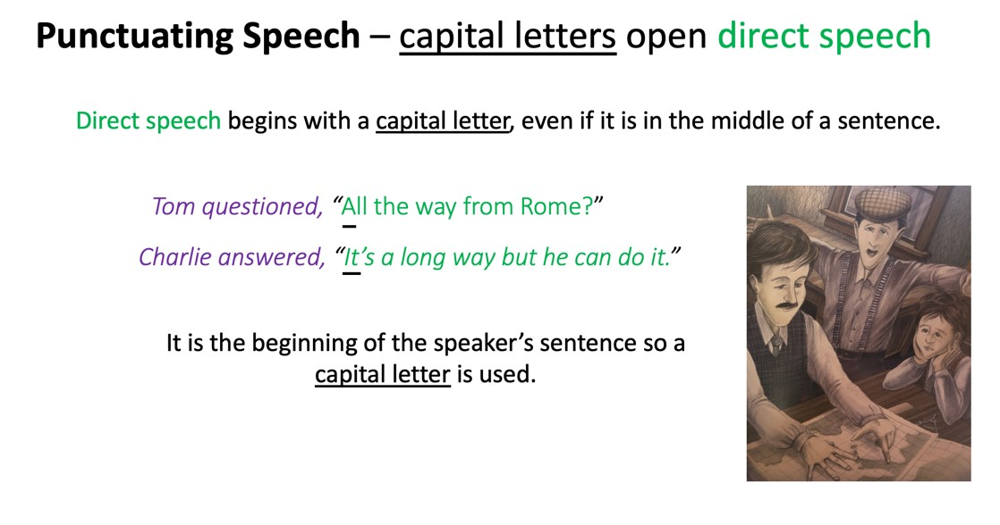 Punctuating Speech – capital letters open direct speech
Direct speech begins with a capital letter, even if it is in the middle of a sentence.
Tom questioned, “All the way from Rome?”
Charlie answered, “It’s a long way but he can do it.”
It is the beginning of the speaker’s sentence so a
capital letter is used.